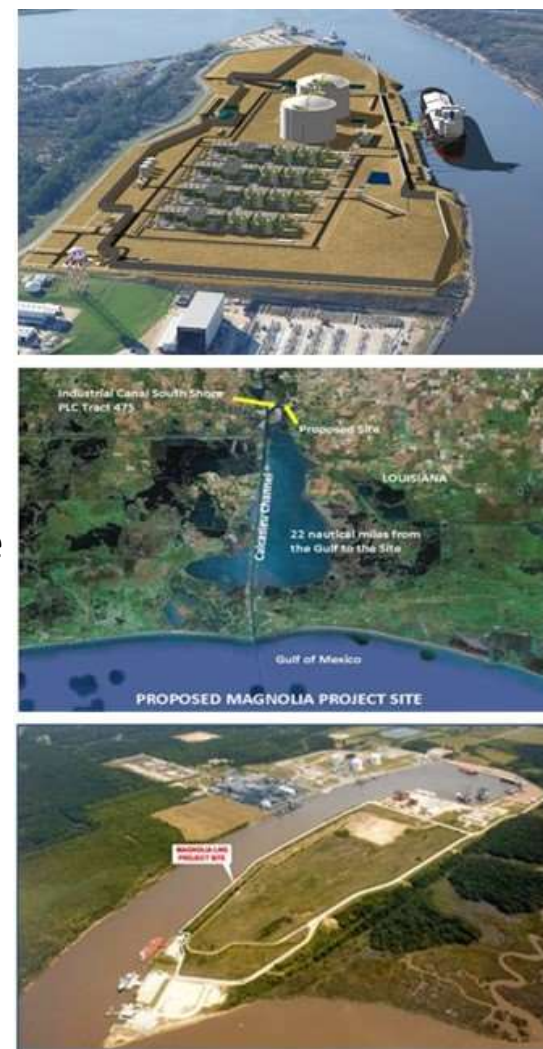 Industrial Canal South Shore
PLC Tract 475
Proposed Site
LOUISIANA
Calcasieu Channel
22 nautical miles from
the Gulf to the Site
Gulf of Mexico
PROPOSED MAGNOLIA PROJECT SITE
MAGNOLIA LNG
PROJECT SITE